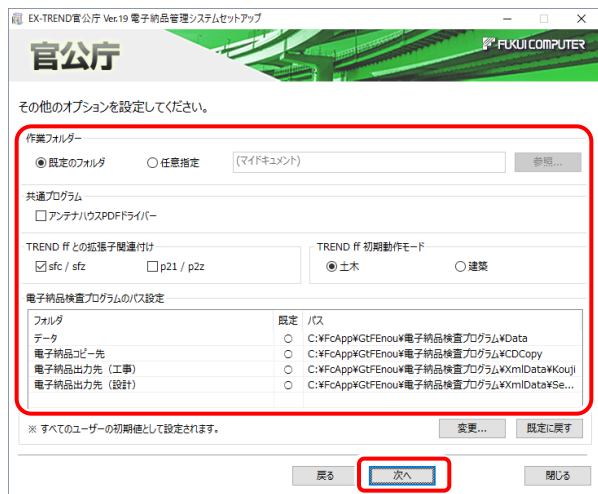 EX-TREND官公庁 Ver.19 電子納品管理システムセットアップ
官公庁
FUKUI COMPUTER
その他のオプションを設定してください。
作業フォルダー
既定のフォルダ 任意指定 (マイドキュメント) 参照...
共通プログラム
アンテナハウスPDFドライバー
TREND ff との拡張子関連付け TREND ff 初期動作モード
sfc / sfz p21 / p2z 土木 建築
電子納品検査プログラムのパス設定
フォルダ 既定 パス
データ ○ C:¥FcApp¥GtFEnou¥電子納品検査プログラム¥Data
電子納品コピー先 ○ C:¥FcApp¥GtFEnou¥電子納品検査プログラム¥CDCopy
電子納品出力先（工事） ○ C:¥FcApp¥GtFEnou¥電子納品検査プログラム¥XmlData¥Kouji
電子納品出力先（設計） ○ C:¥FcApp¥GtFEnou¥電子納品検査プログラム¥XmlData¥Se...
※ すべてのユーザーの初期値として設定されます。 変更... 既定に戻す
戻る 次へ 閉じる